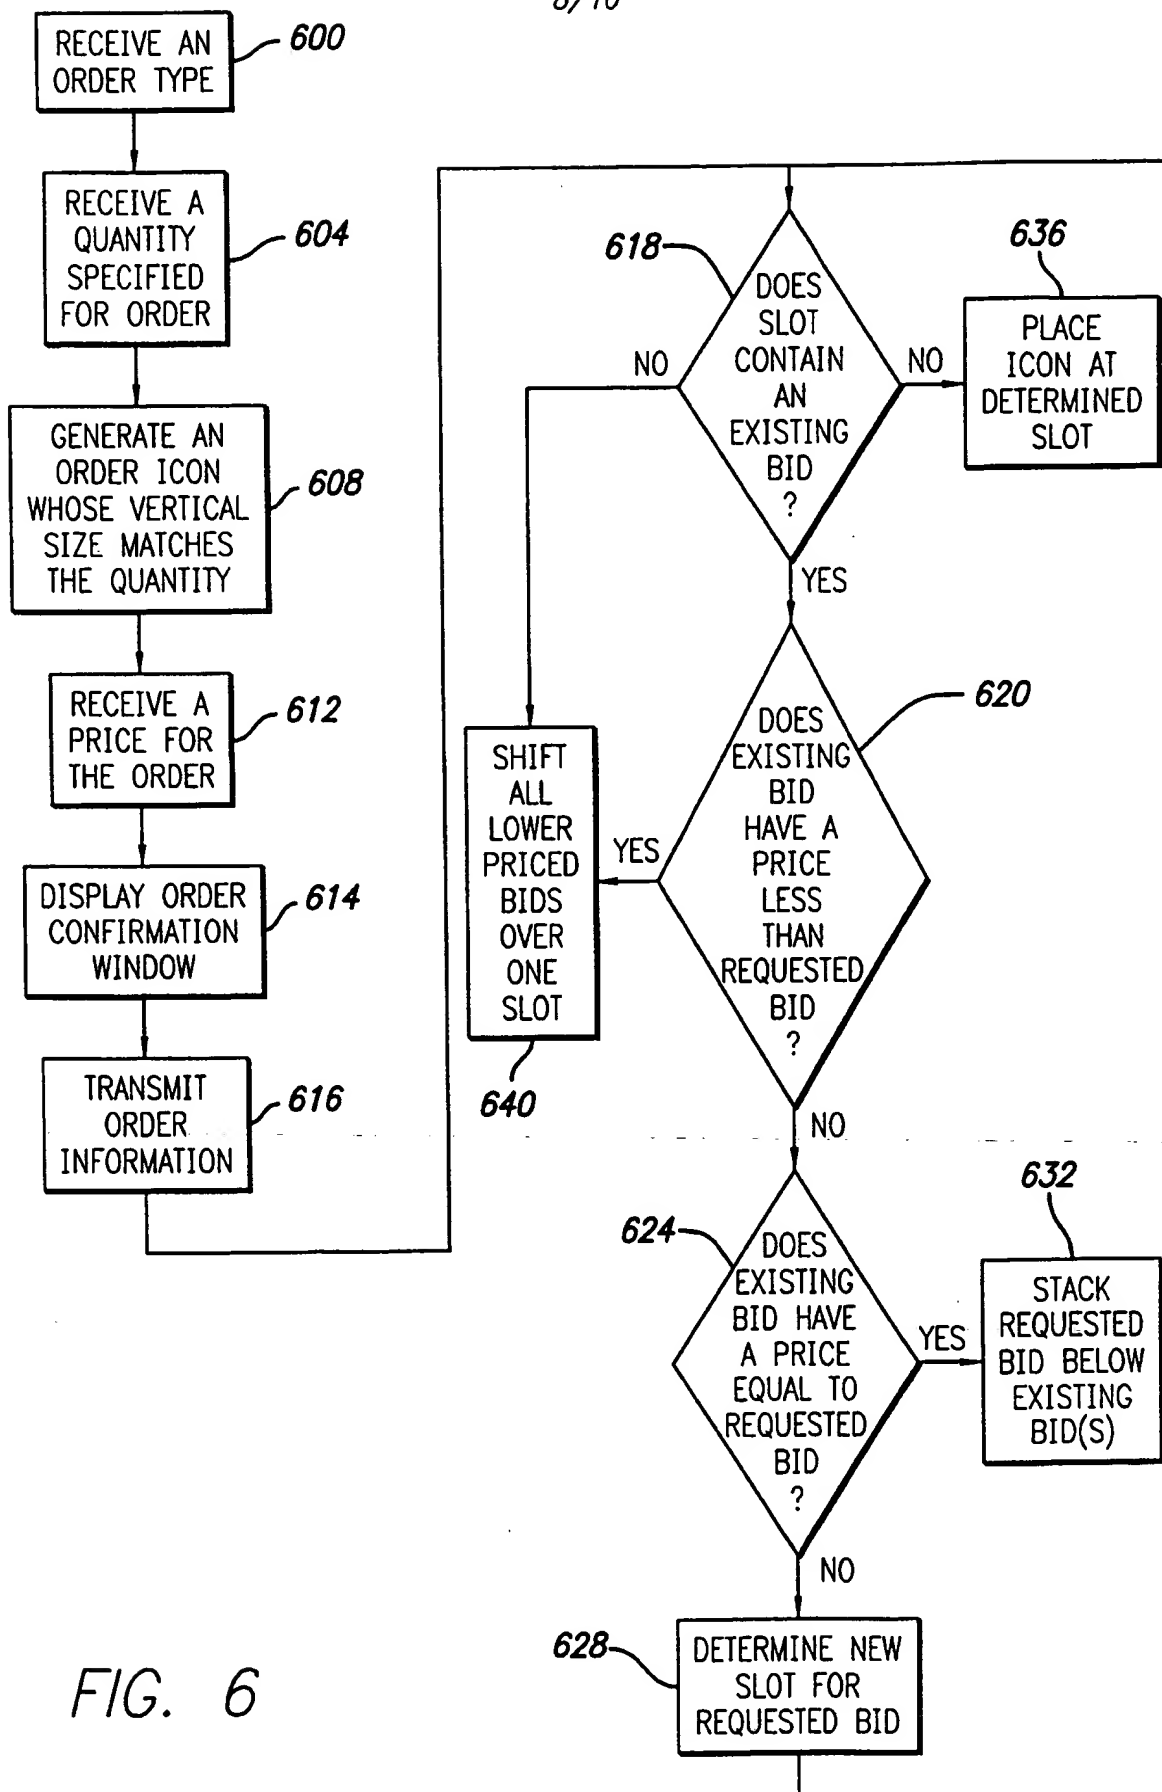 RECEIVE AN
ORDER TYPE
600
RECEIVE A
QUANTITY
SPECIFIED
FOR ORDER
604
GENERATE AN
ORDER ICON
WHOSE VERTICAL
SIZE MATCHES
THE QUANTITY
608
RECEIVE A
PRICE FOR
THE ORDER
612
DISPLAY ORDER
CONFIRMATION
WINDOW
614
TRANSMIT
ORDER
INFORMATION
616
618
DOES
SLOT
CONTAIN
AN
EXISTING
BID
?
NO
NO
YES
636
PLACE
ICON AT
DETERMINED
SLOT
620
DOES
EXISTING
BID
HAVE A
PRICE
LESS
THAN
REQUESTED
BID
?
YES
NO
SHIFT
ALL
LOWER
PRICED
BIDS
OVER
ONE
SLOT
640
624
DOES
EXISTING
BID HAVE
A PRICE
EQUAL TO
REQUESTED
BID
?
YES
NO
632
STACK
REQUESTED
BID BELOW
EXISTING
BID(S)
628
DETERMINE NEW
SLOT FOR
REQUESTED BID
FIG. 6